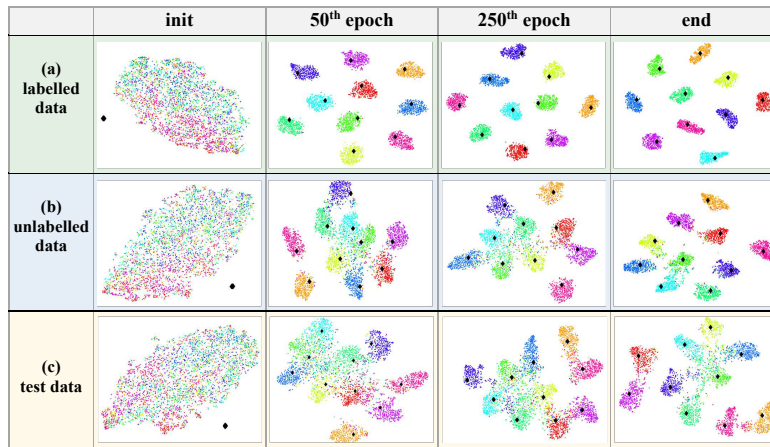 init 50th epoch 250th epoch end
(a)
labelled
data
(b)
unlabelled
data
(c)
test data